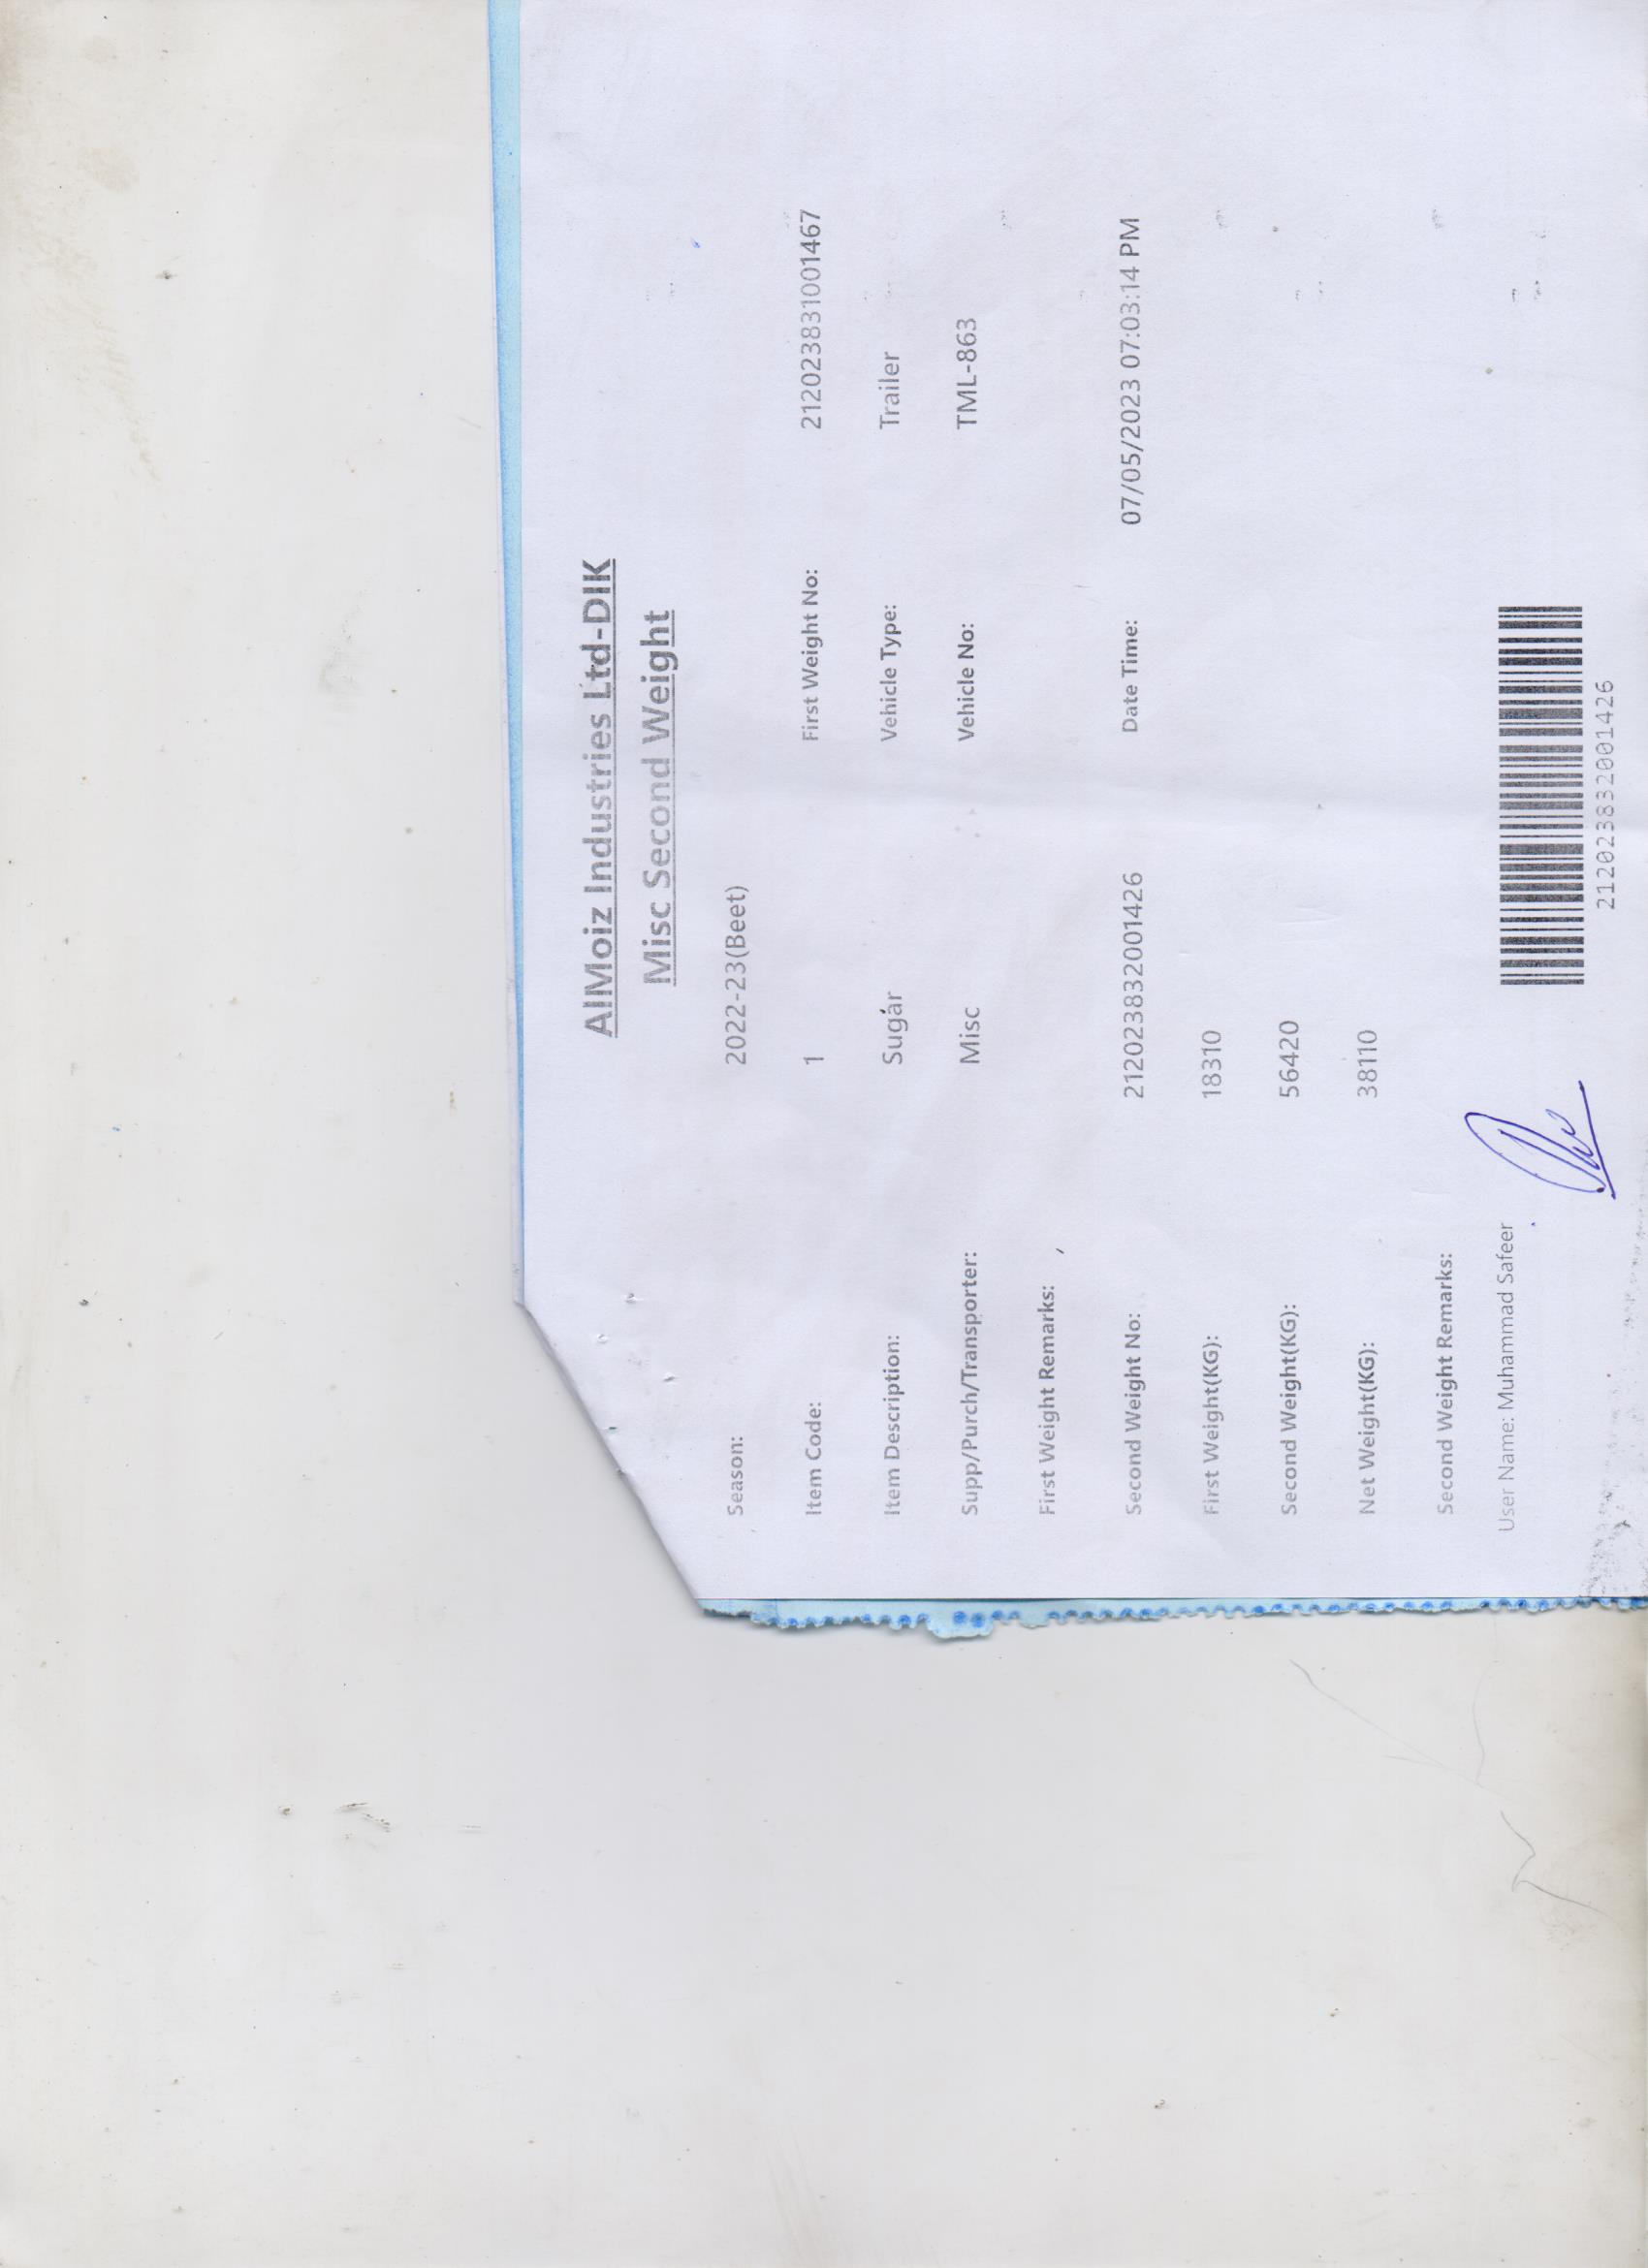 AlMoiz Industries Ltd-DIK
Misc Second Weight
Season: 2022-23(Beet)
Item Code: 1 First Weight No: 2120238310014​67
Item Description: Sugar Vehicle Type: Trailer
Supp/Purch/Transporter: Misc Vehicle No: TML-863
First Weight Remarks:
Second Weight No: 212023832001426 Date Time: 07/05/2023 07:03:14 PM
First Weight(KG): 18310
Second Weight(KG): 56420
Net Weight(KG): 38110
Second Weight Remarks:
User Name: Muhammad Safeer
212023832001426